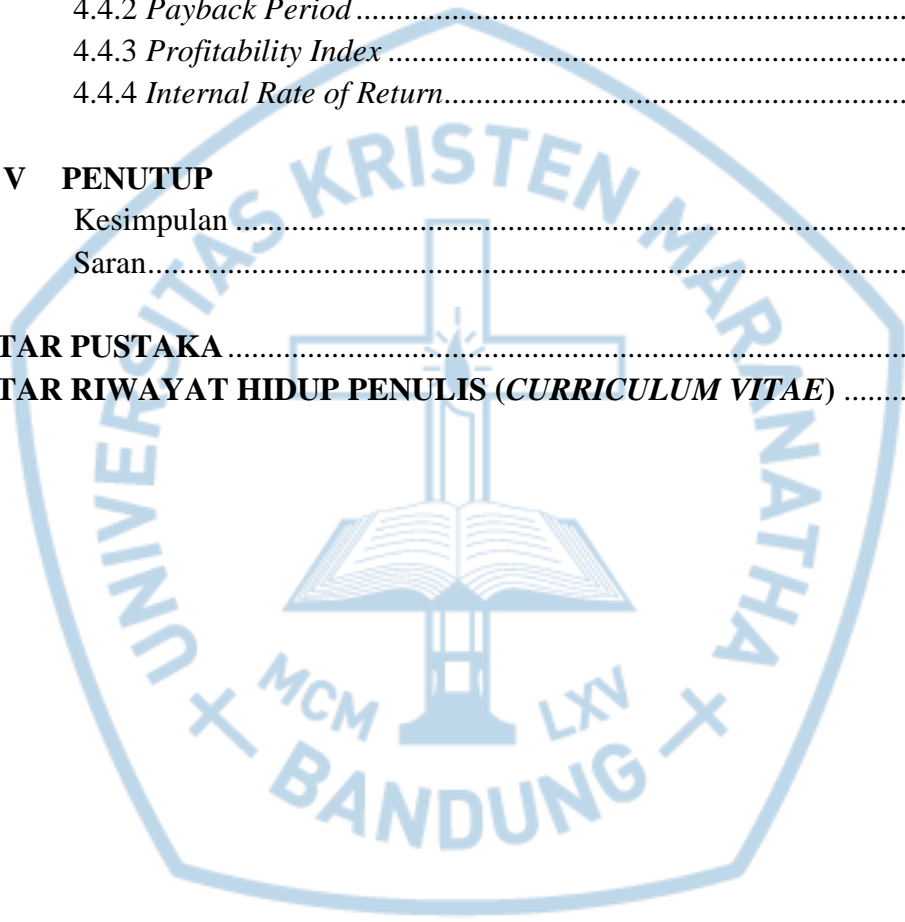 4.4.2 Payback Period ..........................................................................
4.4.3 Profitability Index ......................................................................
4.4.4 Internal Rate of Return..............................................................
V PENUTUP
Kesimpulan ..........................................................................................
Saran.....................................................................................................
TAR PUSTAKA ..................................................................................
TAR RIWAYAT HIDUP PENULIS (CURRICULUM VITAE) ........
UNIVERSITAS KRISTEN MARANATHA
MCM LXV
BANDUNG